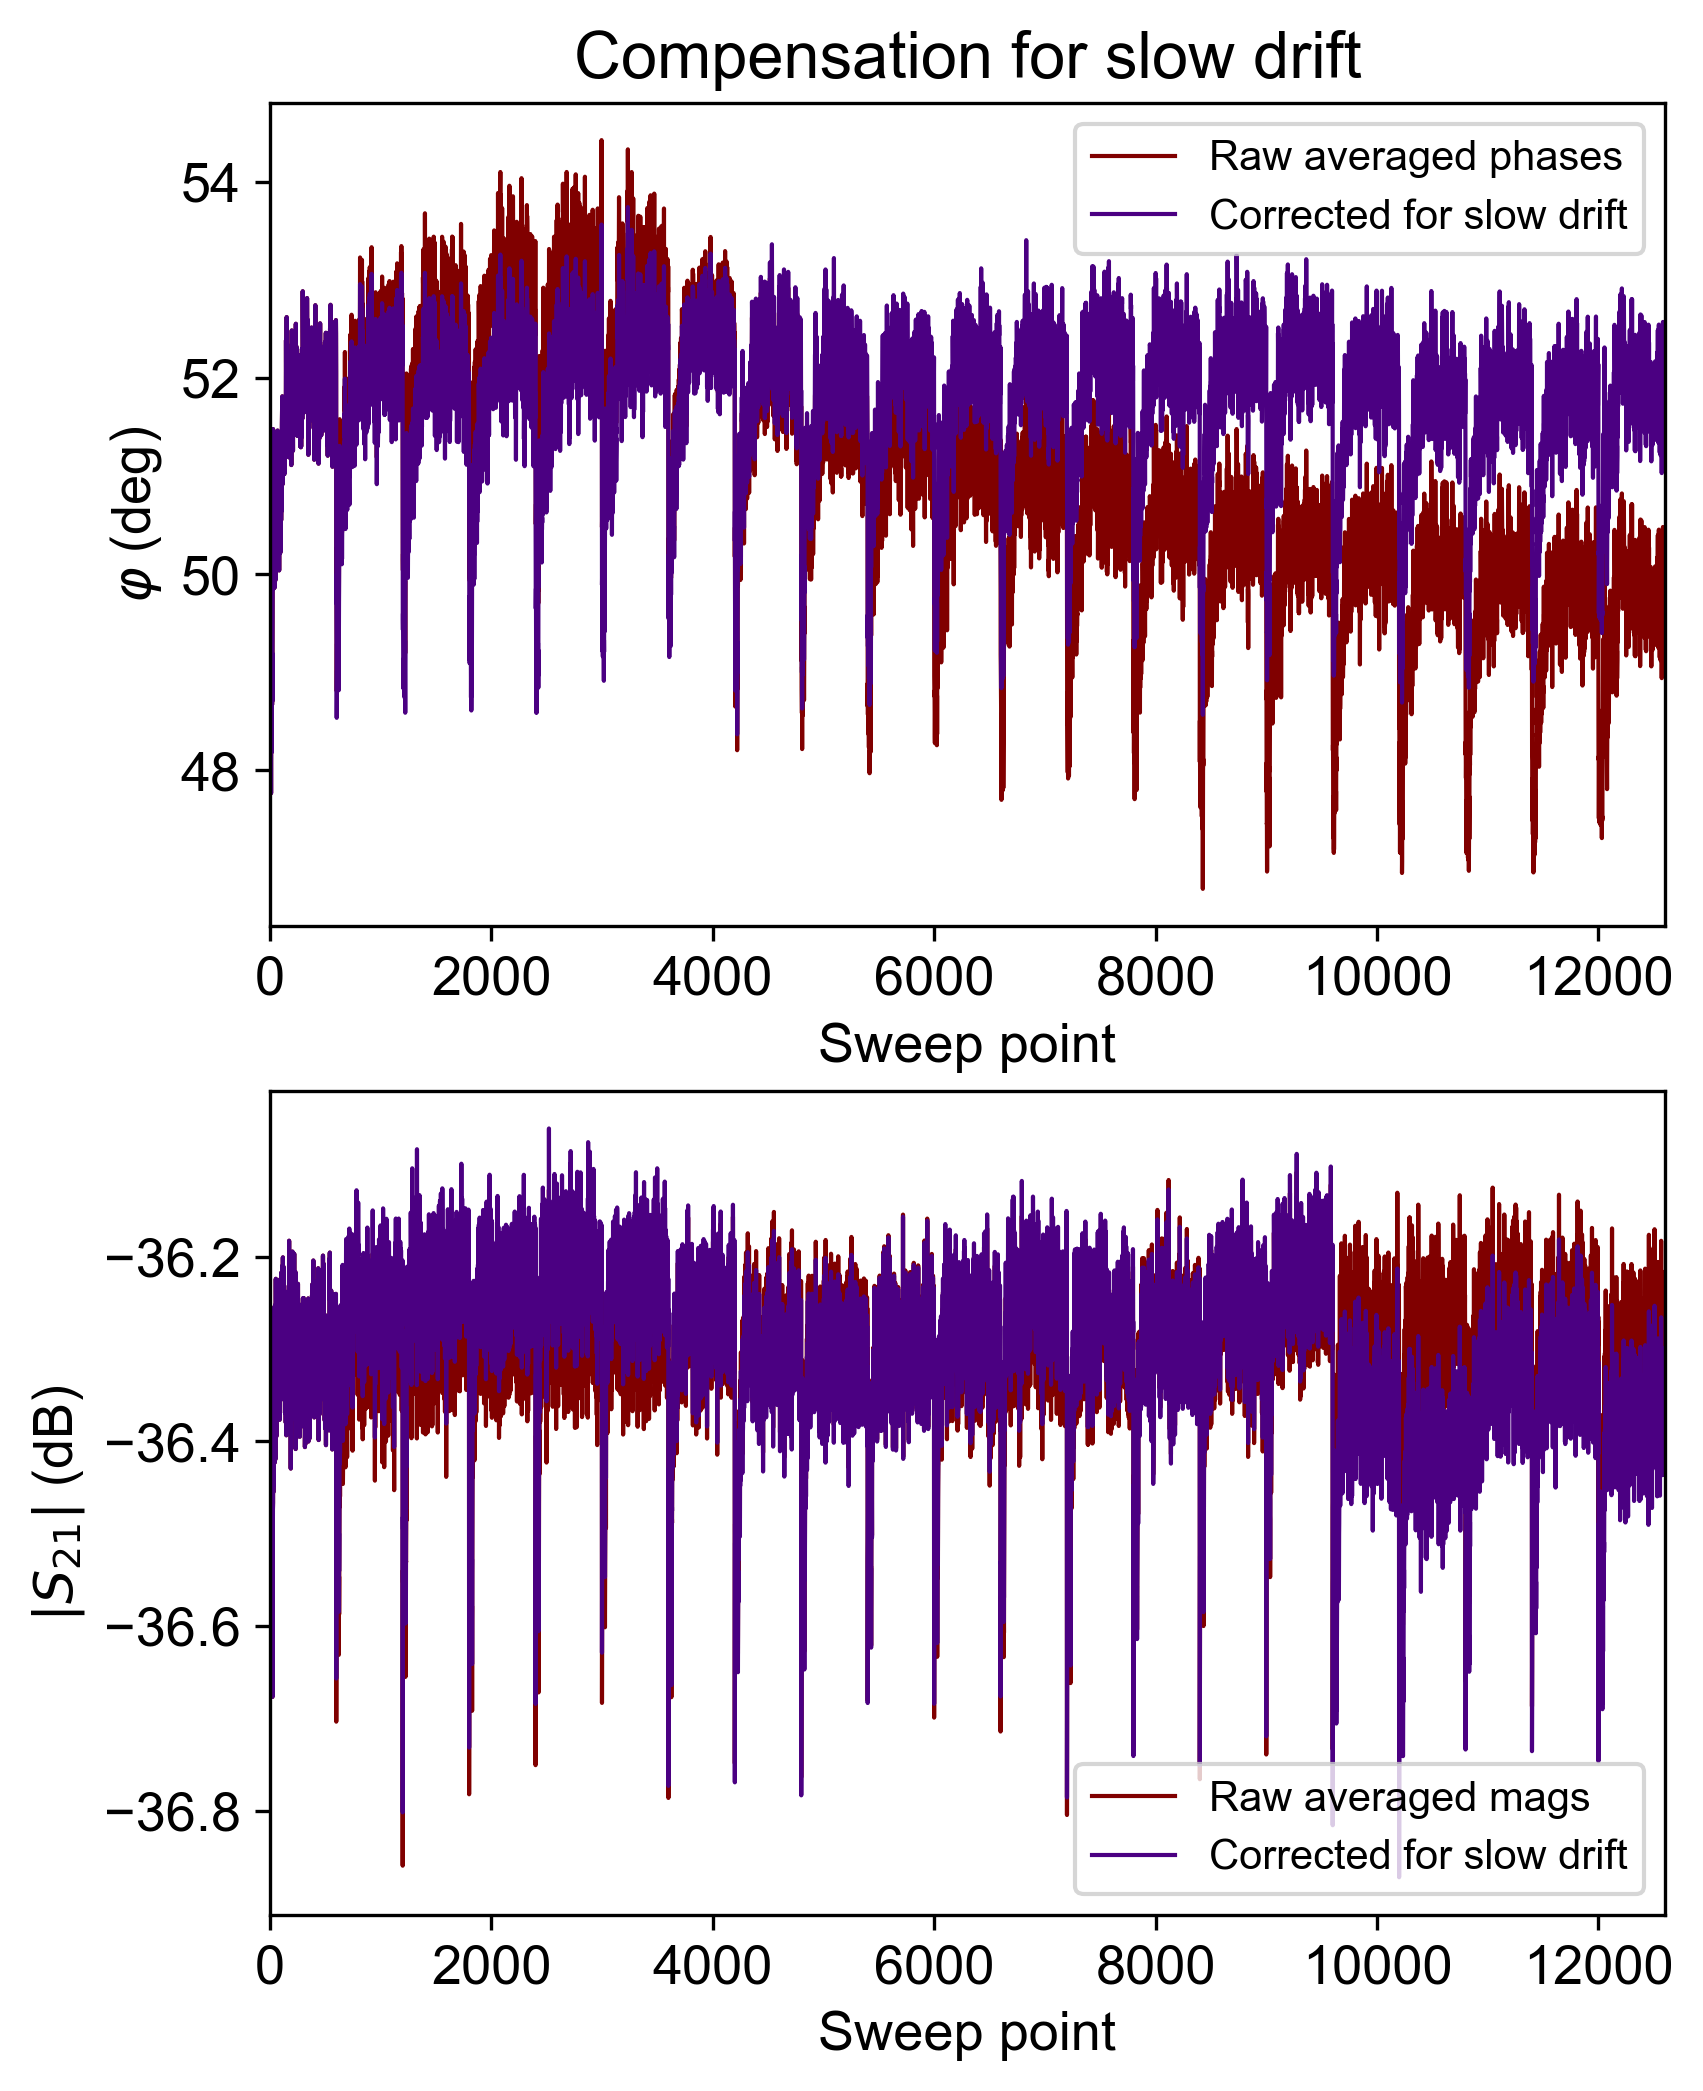 Compensation for slow drift
Raw averaged phases
Corrected for slow drift
54
52
50
48
φ (deg)
0 2000 4000 6000 8000 10000 12000
Sweep point
−36.2
−36.4
−36.6
−36.8
|S₂₁| (dB)
Raw averaged mags
Corrected for slow drift
0 2000 4000 6000 8000 10000 12000
Sweep point